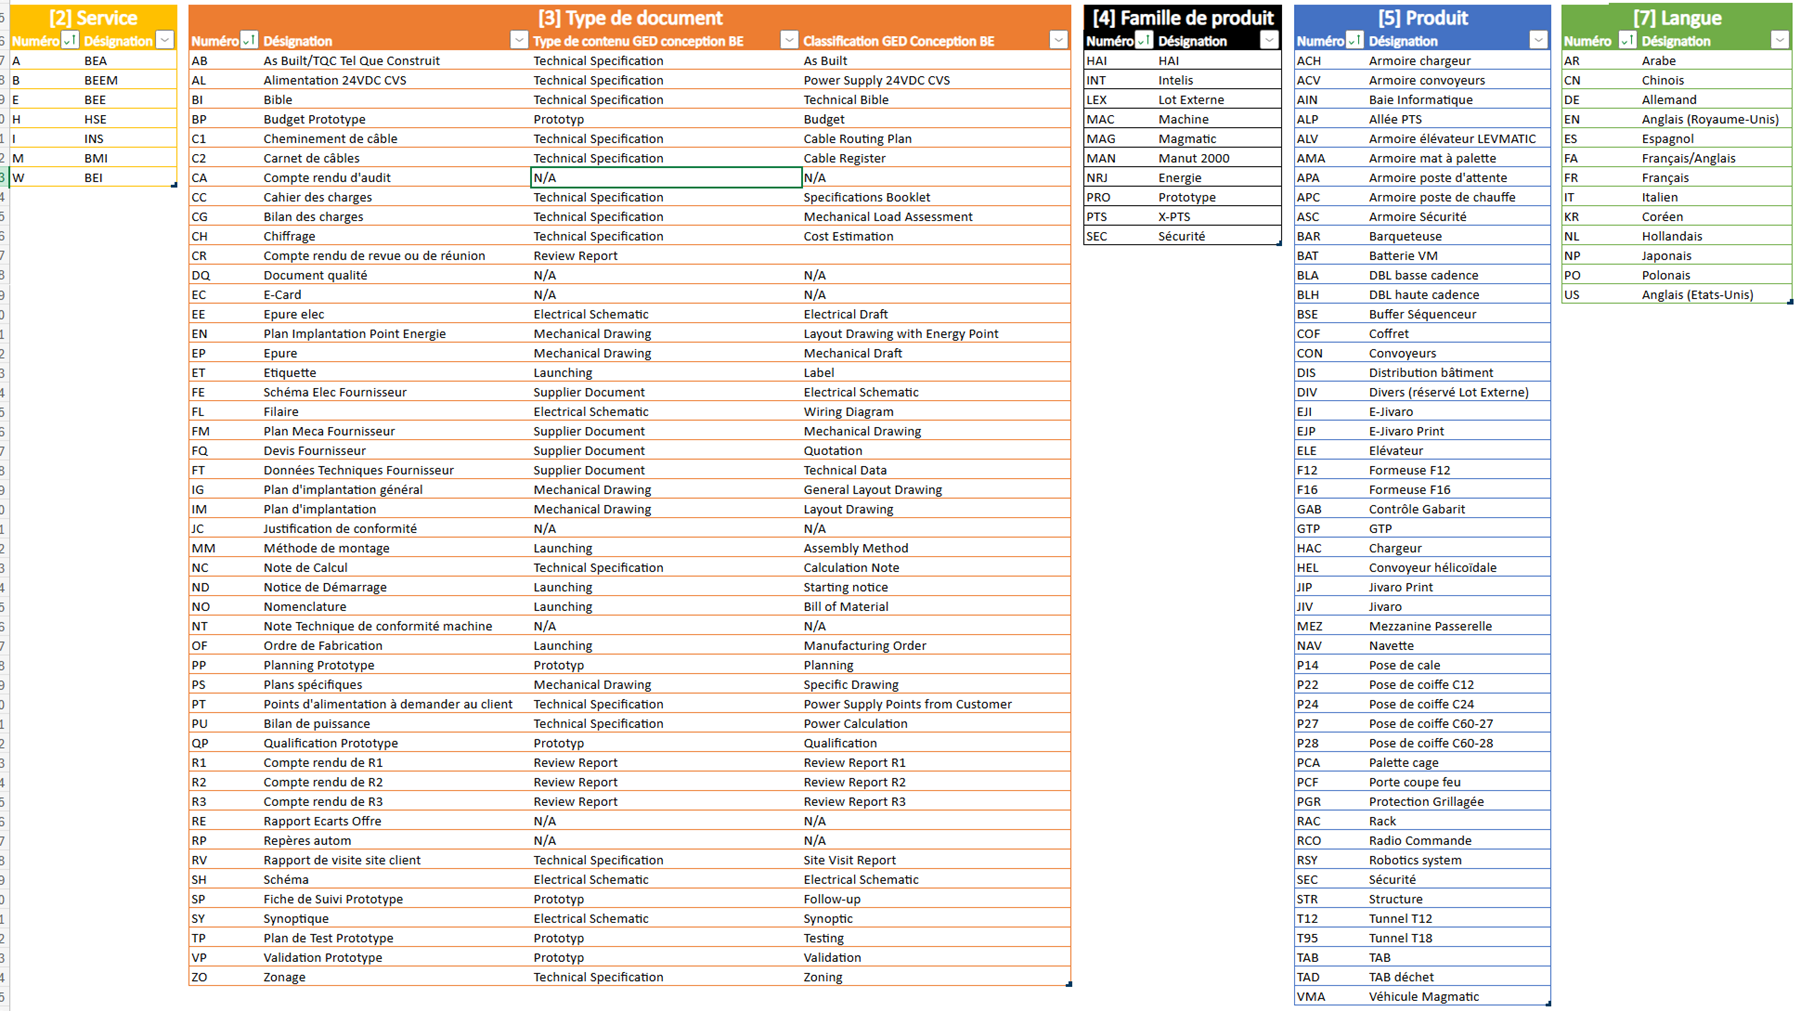 [2] Service
Numéro Désignation
A BEA
B BEEM
E BEE
H HSE
I INS
M BMI
W BEI
[3] Type de document
Numéro Désignation Type de contenu GED conception BE Classification GED Conception BE
AB As Built/TQC Tel Que Construit Technical Specification As Built
AL Alimentation 24VDC CVS Technical Specification Power Supply 24VDC CVS
BI Bible Technical Specification Technical Bible
BP Budget Prototype Prototyp Budget
C1 Cheminement de câble Technical Specification Cable Routing Plan
C2 Carnet de câbles Technical Specification Cable Register
CA Compte rendu d'audit N/A N/A
CC Cahier des charges Technical Specification Specifications Booklet
CG Bilan des charges Technical Specification Mechanical Load Assessment
CH Chiffrage Technical Specification Cost Estimation
CR Compte rendu de revue ou de réunion Review Report
DQ Document qualité N/A N/A
EC E-Card N/A N/A
EE Epure elec Electrical Schematic Electrical Draft
EN Plan Implantation Point Energie Mechanical Drawing Layout Drawing with Energy Point
EP Epure Mechanical Drawing Mechanical Draft
ET Etiquette Launching Label
FE Schéma Elec Fournisseur Supplier Document Electrical Schematic
FL Filaire Electrical Schematic Wiring Diagram
FM Plan Meca Fournisseur Supplier Document Mechanical Drawing
FQ Devis Fournisseur Supplier Document Quotation
FT Données Techniques Fournisseur Supplier Document Technical Data
IG Plan d'implantation général Mechanical Drawing General Layout Drawing
IM Plan d'implantation Mechanical Drawing Layout Drawing
JC Justification de conformité N/A N/A
MM Méthode de montage Launching Assembly Method
NC Note de Calcul Technical Specification Calculation Note
ND Notice de Démarrage Launching Starting notice
NO Nomenclature Launching Bill of Material
NT Note Technique de conformité machine N/A N/A
OF Ordre de Fabrication Launching Manufacturing Order
PP Planning Prototype Prototyp Planning
PS Plans spécifiques Mechanical Drawing Specific Drawing
PT Points d'alimentation à demander au client Technical Specification Power Supply Points from Customer
PU Bilan de puissance Technical Specification Power Calculation
QP Qualification Prototype Prototyp Qualification
R1 Compte rendu de R1 Review Report Review Report R1
R2 Compte rendu de R2 Review Report Review Report R2
R3 Compte rendu de R3 Review Report Review Report R3
RE Rapport Ecarts Offre N/A N/A
RP Repères autom N/A N/A
RV Rapport de visite site client Technical Specification Site Visit Report
SH Schéma Electrical Schematic Electrical Schematic
SP Fiche de Suivi Prototype Prototyp Follow-up
SY Synoptique Electrical Schematic Synoptic
TP Plan de Test Prototype Prototyp Testing
VP Validation Prototype Prototyp Validation
ZO Zonage Technical Specification Zoning
[4] Famille de produit
Numéro Désignation
HAI HAI
INT Intelis
LEX Lot Externe
MAC Machine
MAG Magmatic
MAN Manut 2000
NRJ Energie
PRO Prototype
PTS X-PTS
SEC Sécurité
[5] Produit
Numéro Désignation
ACH Armoire chargeur
ACV Armoire convoyeurs
AIN Baie Informatique
ALP Allée PTS
ALV Armoire élévateur LEVMATIC
AMA Armoire mat à palette
APA Armoire poste d'attente
APC Armoire poste de chauffe
ASC Armoire Sécurité
BAR Barqueteuse
BAT Batterie VM
BLA DBL basse cadence
BLH DBL haute cadence
BSE Buffer Séquenceur
COF Coffret
CON Convoyeurs
DIS Distribution bâtiment
DIV Divers (réservé Lot Externe)
EJI E-Jivaro
EJP E-Jivaro Print
ELE Elévateur
F12 Formeuse F12
F16 Formeuse F16
GAB Contrôle Gabarit
GTP GTP
HAC Chargeur
HEL Convoyeur hélicoïdale
JIP Jivaro Print
JIV Jivaro
MEZ Mezzanine Passerelle
NAV Navette
P14 Pose de cale
P22 Pose de coiffe C12
P24 Pose de coiffe C24
P27 Pose de coiffe C60-27
P28 Pose de coiffe C60-28
PCA Palette cage
PCF Porte coupe feu
PGR Protection Grillagée
RAC Rack
RCO Radio Commande
RSY Robotics system
SEC Sécurité
STR Structure
T12 Tunnel T12
T95 Tunnel T18
TAB TAB
TAD TAB déchet
VMA Véhicule Magmatic
[7] Langue
Numéro Désignation
AR Arabe
CN Chinois
DE Allemand
EN Anglais (Royaume-Unis)
ES Espagnol
FA Français/Anglais
FR Français
IT Italien
KR Coréen
NL Hollandais
NP Japonais
PO Polonais
US Anglais (Etats-Unis)